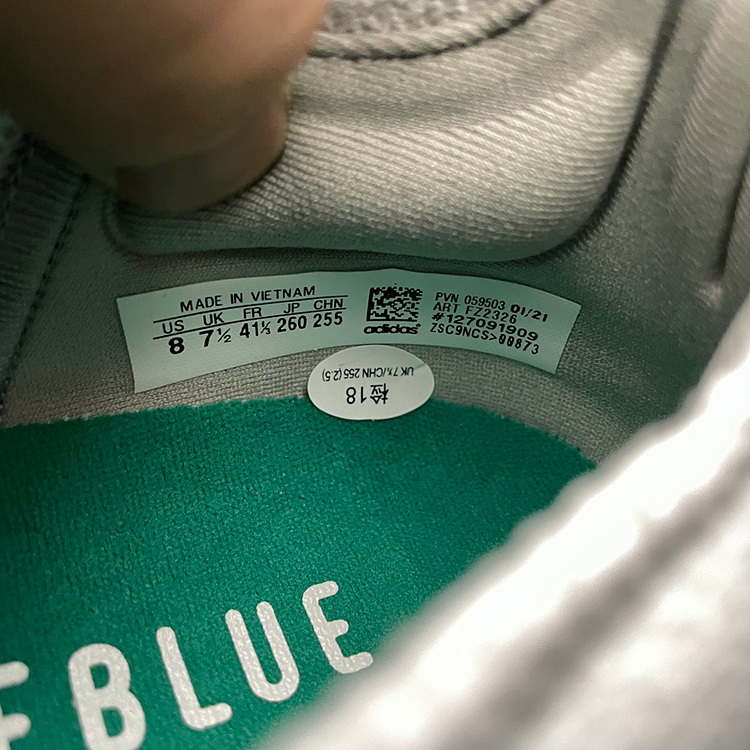 MADE IN VIETNAM
US UK FR JP CHN
8 7½ 41⅓ 260 255
adidas
PVN 059503 01/21
ART FZ2326
#127091909
ZSC9NCS>00873
检18
UK 7½/CHN 255 (2.5)
FBLUE